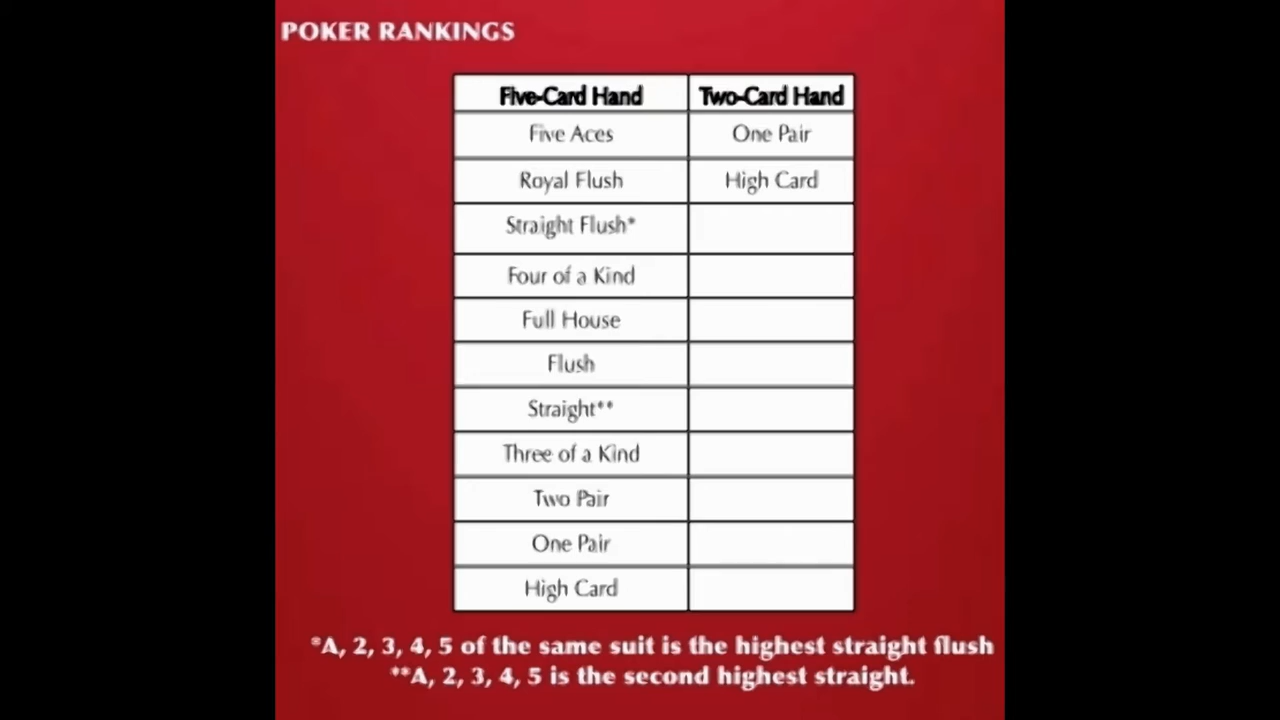 POKER RANKINGS
Five-Card Hand Two-Card Hand
Five Aces One Pair
Royal Flush High Card
Straight Flush*
Four of a Kind
Full House
Flush
Straight**
Three of a Kind
Two Pair
One Pair
High Card
*A, 2, 3, 4, 5 of the same suit is the highest straight flush
**A, 2, 3, 4, 5 is the second highest straight.